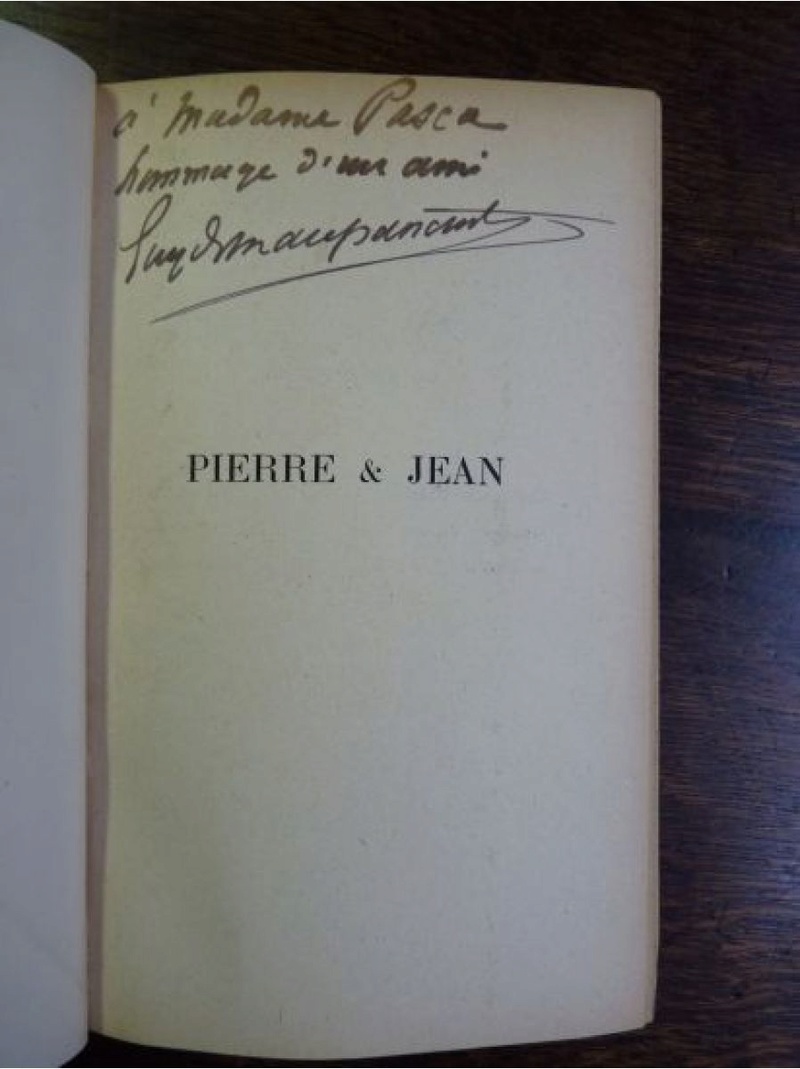 à Madame Pasca
hommage d'un ami
Guy de Maupassant
PIERRE & JEAN